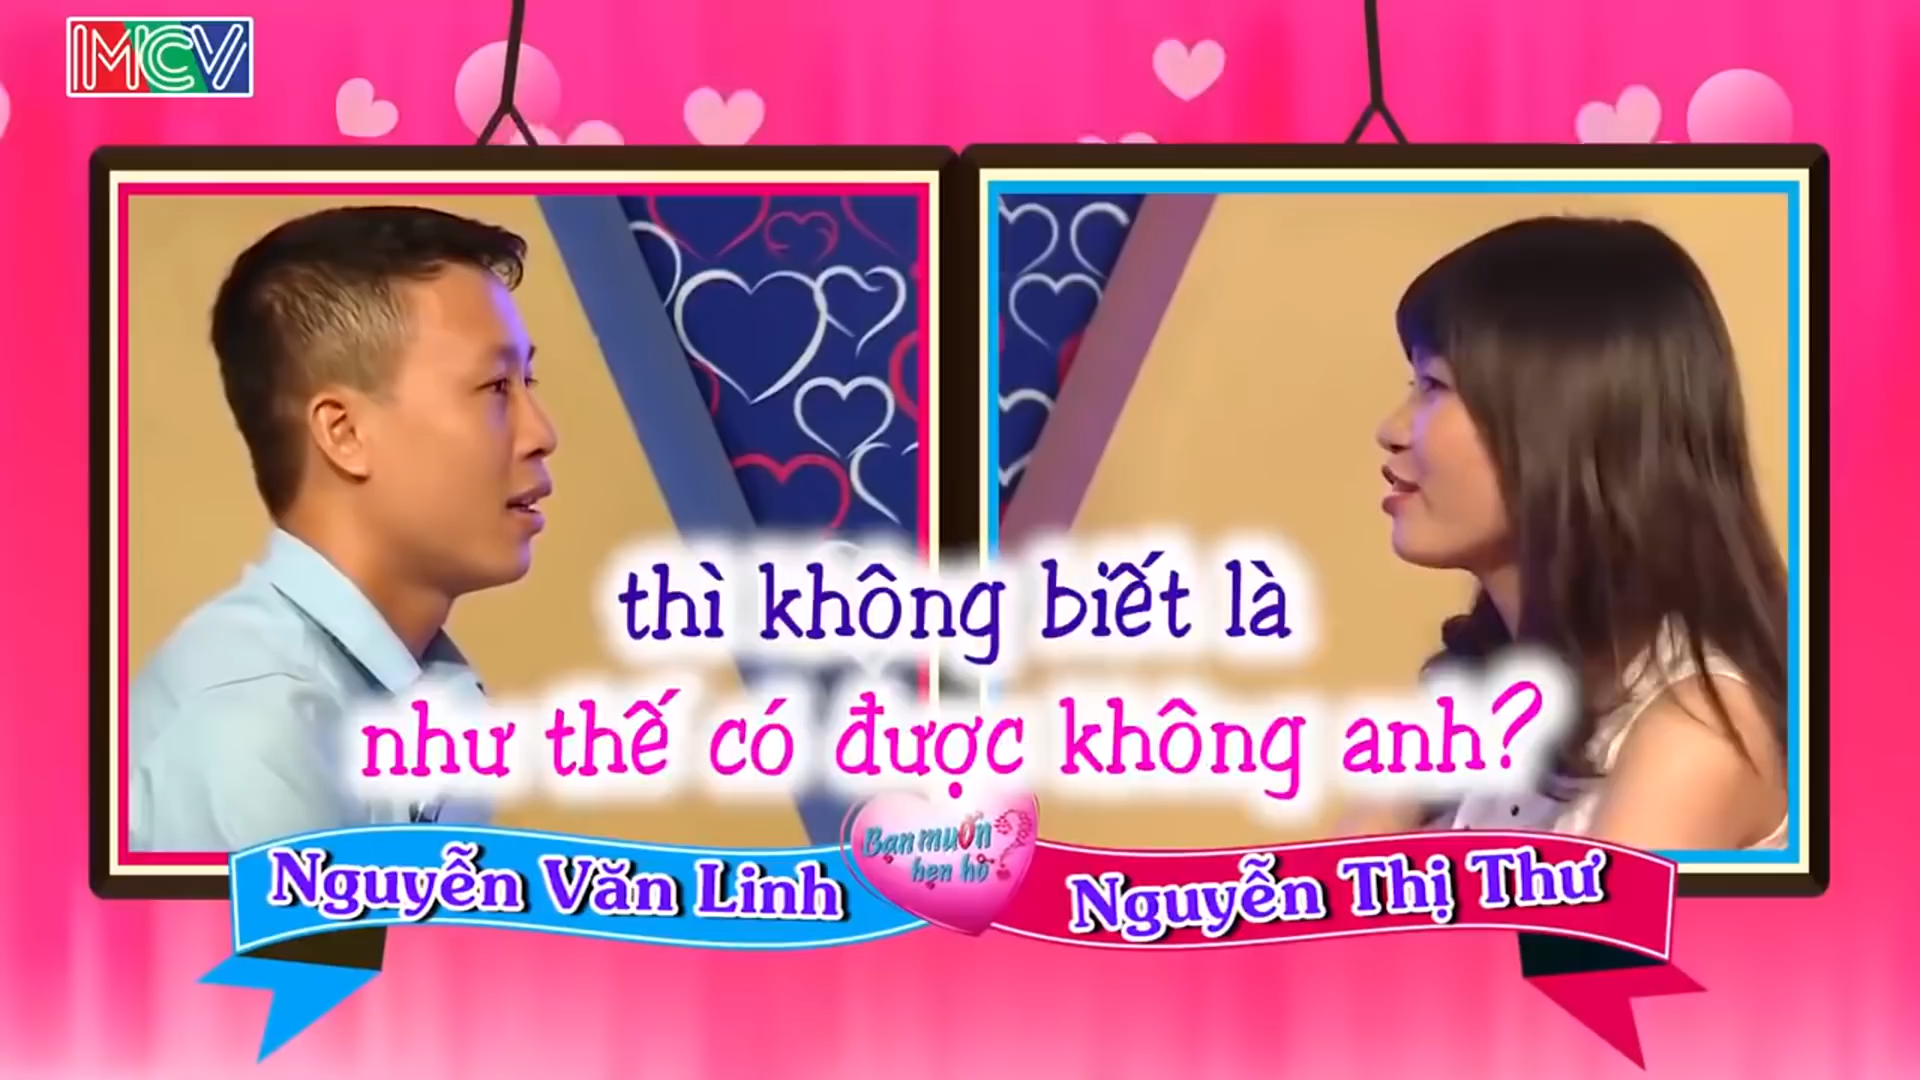 MCV
thì không biết là
như thế có được không anh?
Bạn muốn
hẹn hò
Nguyễn Văn Linh
Nguyễn Thị Thư